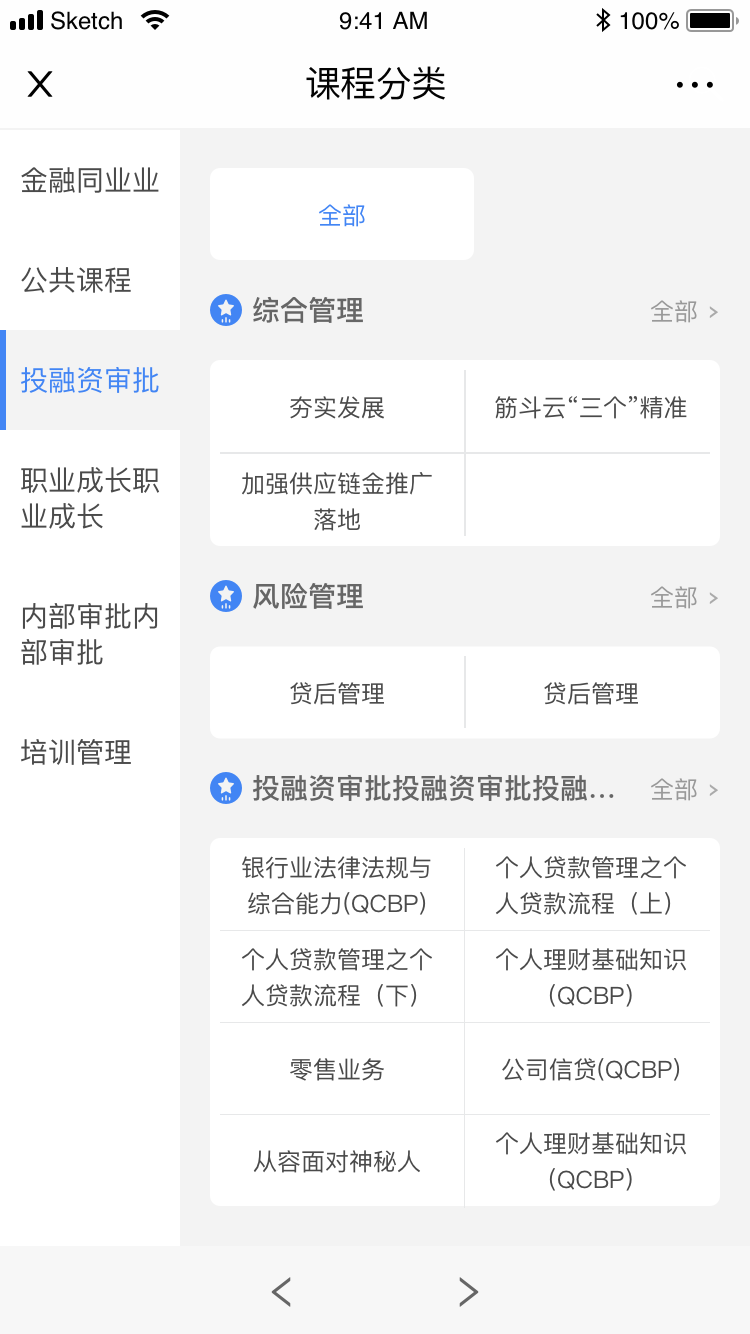 Sketch 9:41 AM 100%
课程分类
金融同业业
公共课程
投融资审批
职业成长职
业成长
内部审批内
部审批
培训管理
全部
综合管理 全部
夯实发展 筋斗云“三个”精准
加强供应链金推广
落地
风险管理 全部
贷后管理 贷后管理
投融资审批投融资审批投融... 全部
银行业法律法规与
综合能力(QCBP)
个人贷款管理之个
人贷款流程（上）
个人贷款管理之个
人贷款流程（下）
个人理财基础知识
(QCBP)
零售业务 公司信贷(QCBP)
从容面对神秘人
个人理财基础知识
(QCBP)